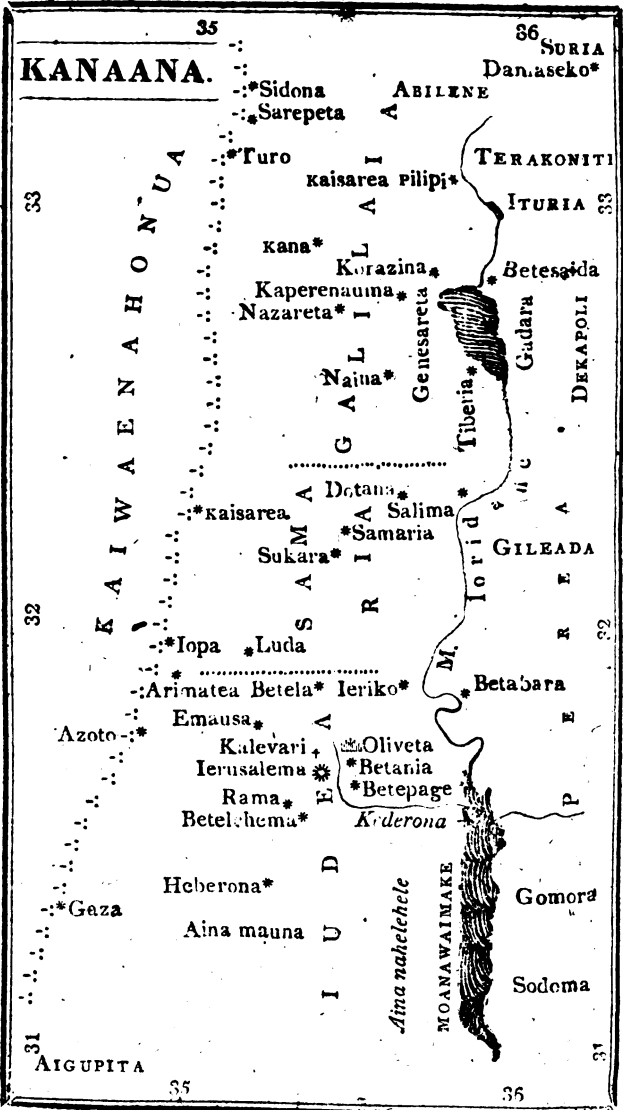 35
36
KANAANA.
SURIA
Damaseko*
*Sidona
ABILENE
*Sarepeta
*Turo
TERAKONITI
Kaisarea Pilipi*
33
ITURIA
33
KAIWAENAHONUA
GALILAIA
Kana*
Korazina*
Betesaida
Kaperenauma*
Nazareta*
Genesareta
Gadara
DEKAPOLI
Naina*
Tiberia*
Dotana*
Salima
*Kaisarea
*Samaria
Sukara*
SAMARIA
M. Joridane
GILEADA
PEREA
32
32
*Iopa
*Luda
Arimatea
Betela*
Ieriko*
*Betabara
Azoto*
Emausa*
Kalevari
Oliveta
Ierusalema
*Betania
*Betepage
Rama*
Betelehema*
Kederona
IUDEA
Heberona*
*Gaza
Aina mauna
Aina nahelehele
MOANAWAIMAKE
Gomora
Sodoma
31
31
AIGUPITA
35
36